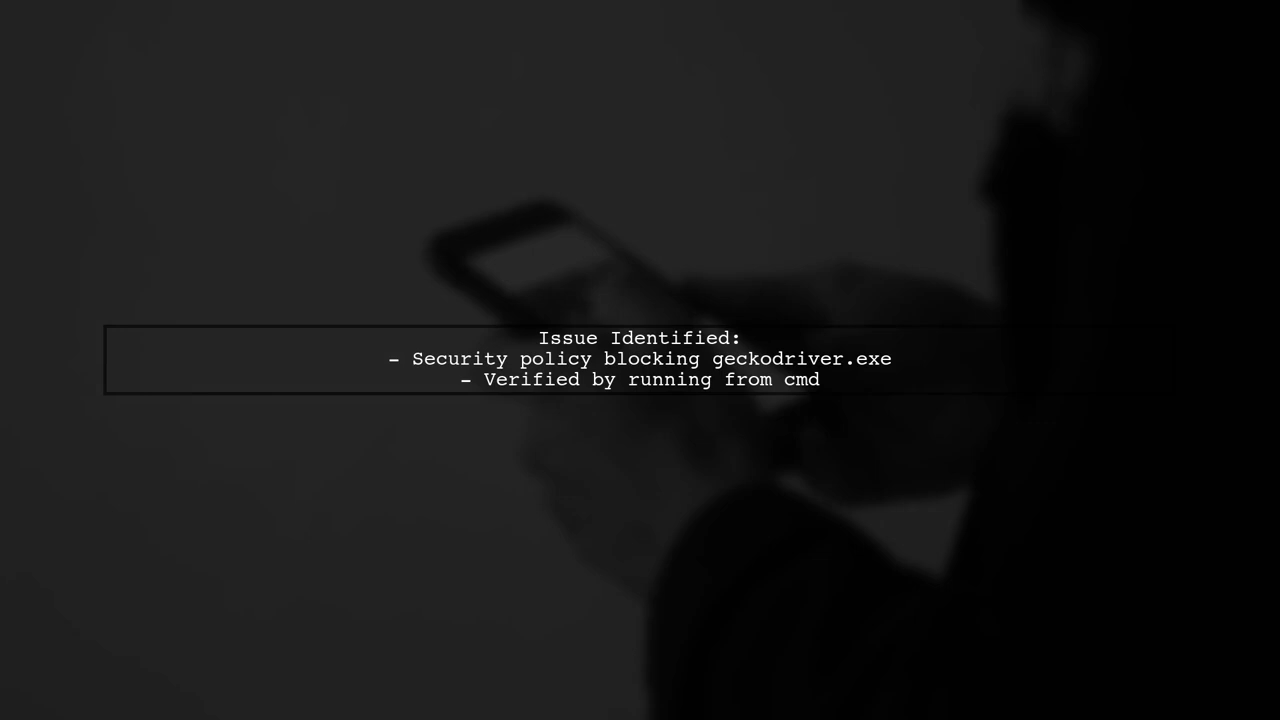 Issue Identified:
- Security policy blocking geckodriver.exe
- Verified by running from cmd